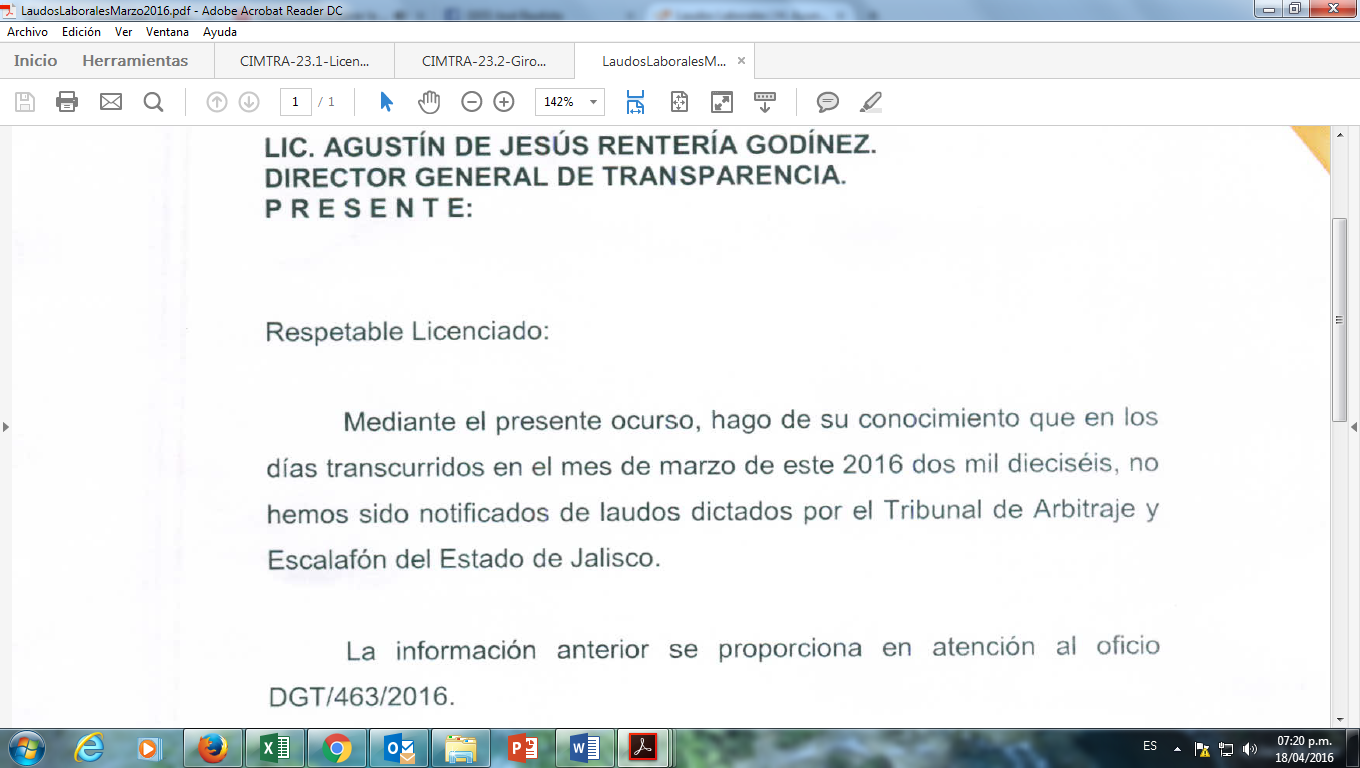 LaudosLaboralesMarzo2016.pdf - Adobe Acrobat Reader DC
Archivo Edición Ver Ventana Ayuda
Inicio Herramientas CIMTRA-23.1-Licen... CIMTRA-23.2-Giro... LaudosLaboralesM... ×
1 / 1 142%
LIC. AGUSTÍN DE JESÚS RENTERÍA GODÍNEZ.
DIRECTOR GENERAL DE TRANSPARENCIA.
P R E S E N T E:
Respetable Licenciado:
Mediante el presente ocurso, hago de su conocimiento que en los
días transcurridos en el mes de marzo de este 2016 dos mil dieciséis, no
hemos sido notificados de laudos dictados por el Tribunal de Arbitraje y
Escalafón del Estado de Jalisco.
La información anterior se proporciona en atención al oficio
DGT/463/2016.
ES 07:20 p.m.
18/04/2016